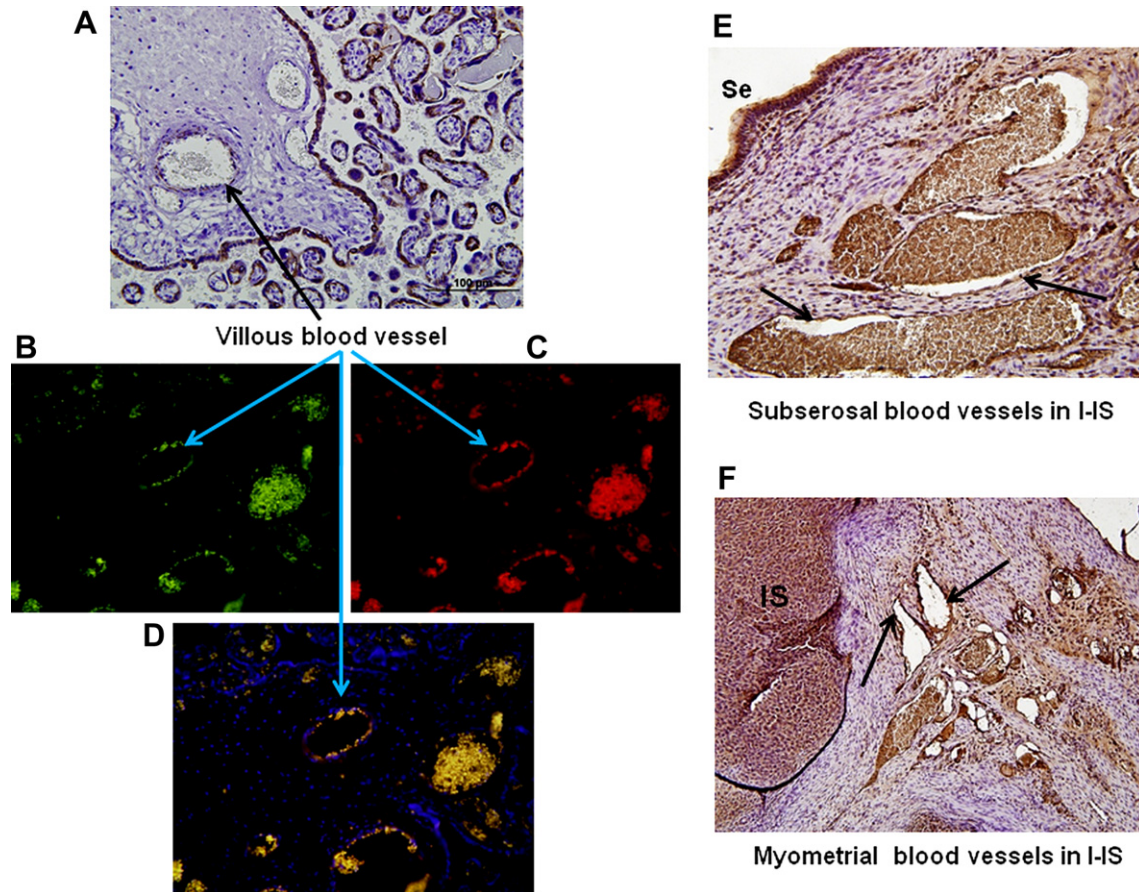 A
100 µm
Villous blood vessel
B
C
D
E
Se
Subserosal blood vessels in I-IS
F
IS
Myometrial blood vessels in I-IS